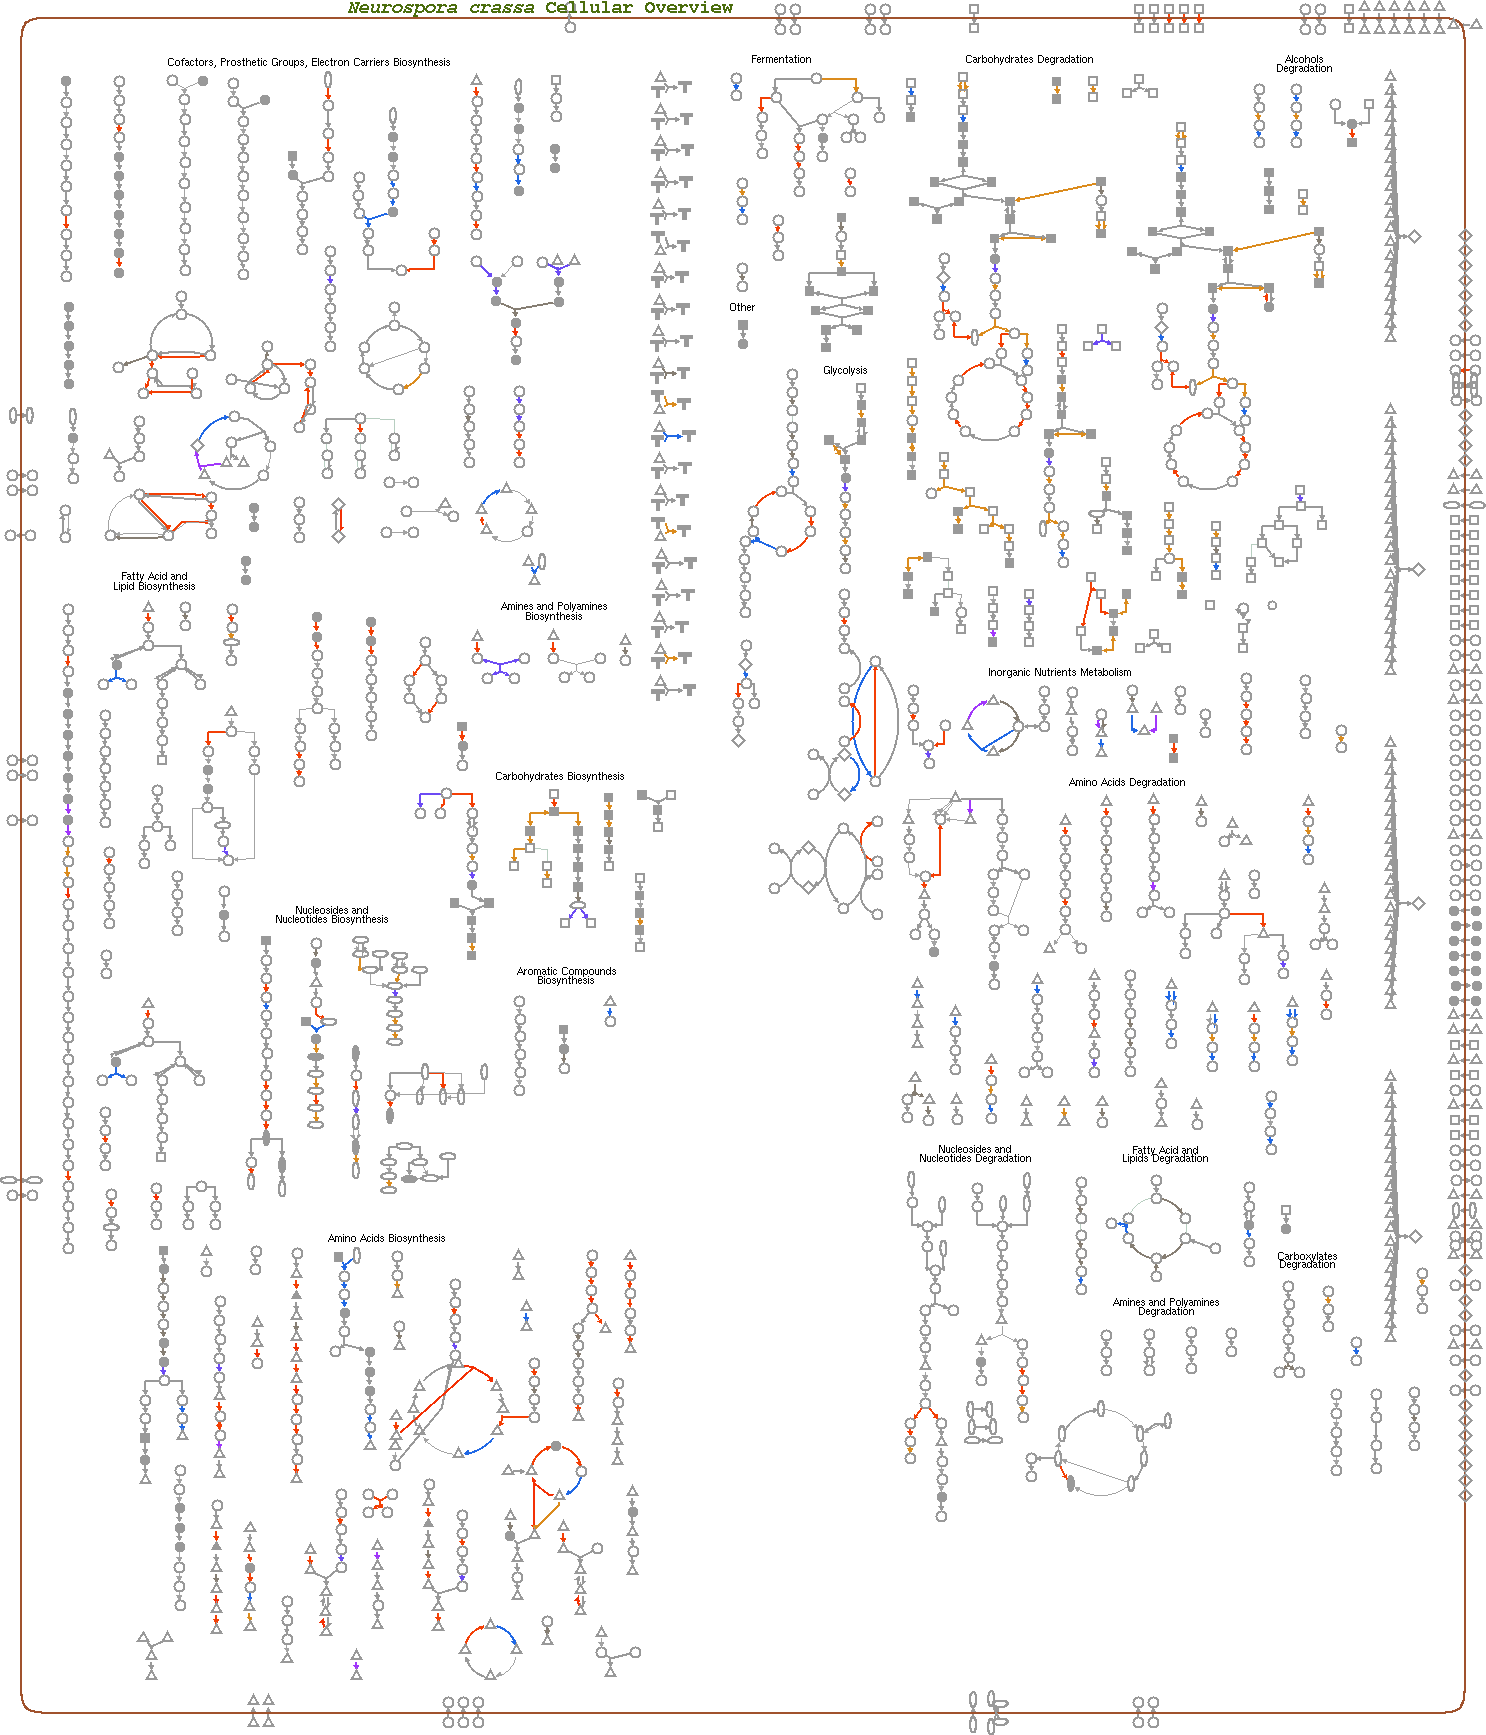 Neurospora crassa Cellular Overview
Cofactors, Prosthetic Groups, Electron Carriers Biosynthesis
Fermentation
Carbohydrates Degradation
Alcohols
Degradation
Other
Glycolysis
Fatty Acid and
Lipid Biosynthesis
Amines and Polyamines
Biosynthesis
Inorganic Nutrients Metabolism
Carbohydrates Biosynthesis
Amino Acids Degradation
Nucleosides and
Nucleotides Biosynthesis
Aromatic Compounds
Biosynthesis
Nucleosides and
Nucleotides Degradation
Fatty Acid and
Lipids Degradation
Amino Acids Biosynthesis
Carboxylates
Degradation
Amines and Polyamines
Degradation